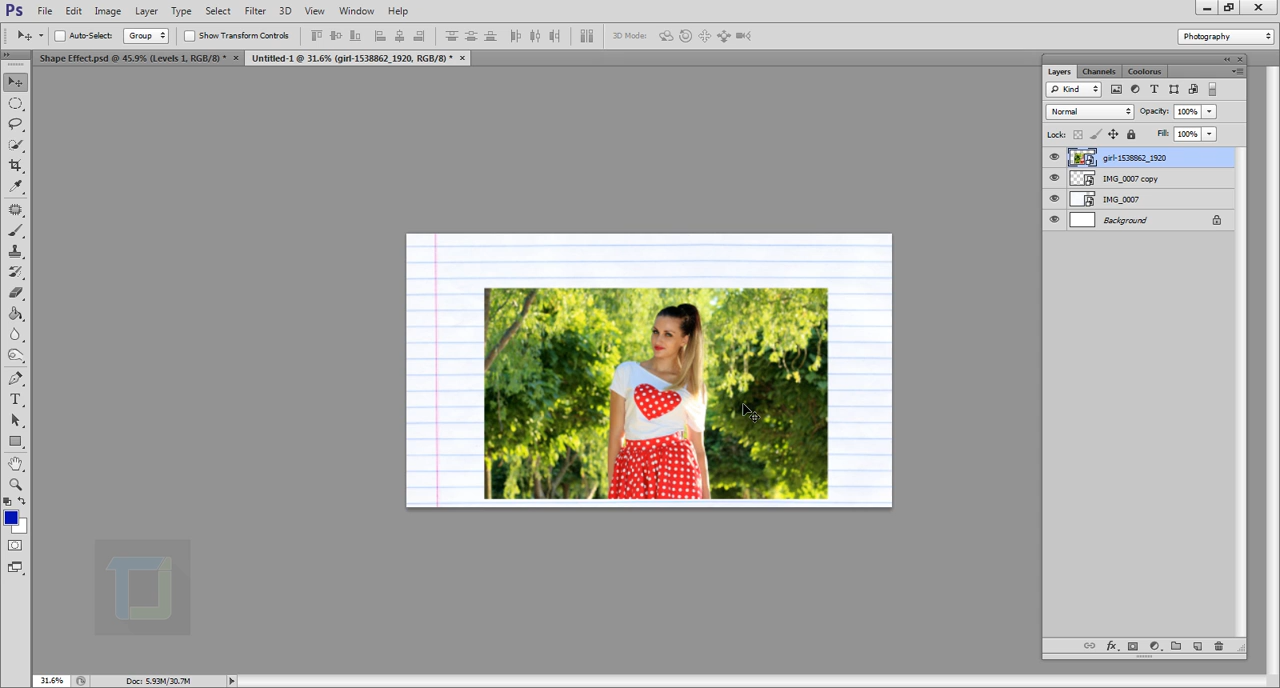 Ps File Edit Image Layer Type Select Filter 3D View Window Help
Auto-Select: Group Show Transform Controls 3D Mode: Photography
Shape Effect.psd @ 45.9% (Levels 1, RGB/8) * × Untitled-1 @ 31.6% (girl-1538862_1920, RGB/8) * ×
Layers Channels Coolorus
Kind
Normal Opacity: 100%
Lock: Fill: 100%
girl-1538862_1920
IMG_0007 copy
IMG_0007
Background
fx
31.6% Doc: 5.93M/30.7M